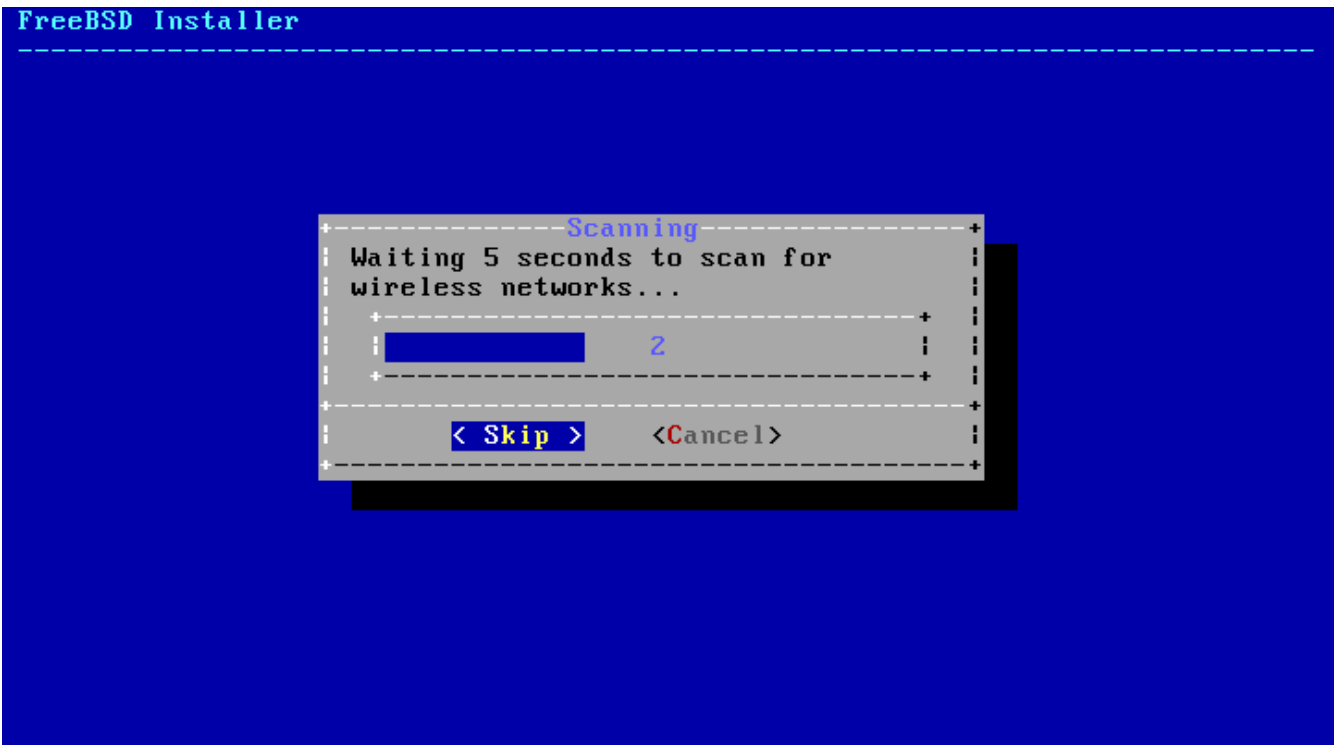 FreeBSD Installer
Scanning
Waiting 5 seconds to scan for
wireless networks...
2
< Skip > <Cancel>